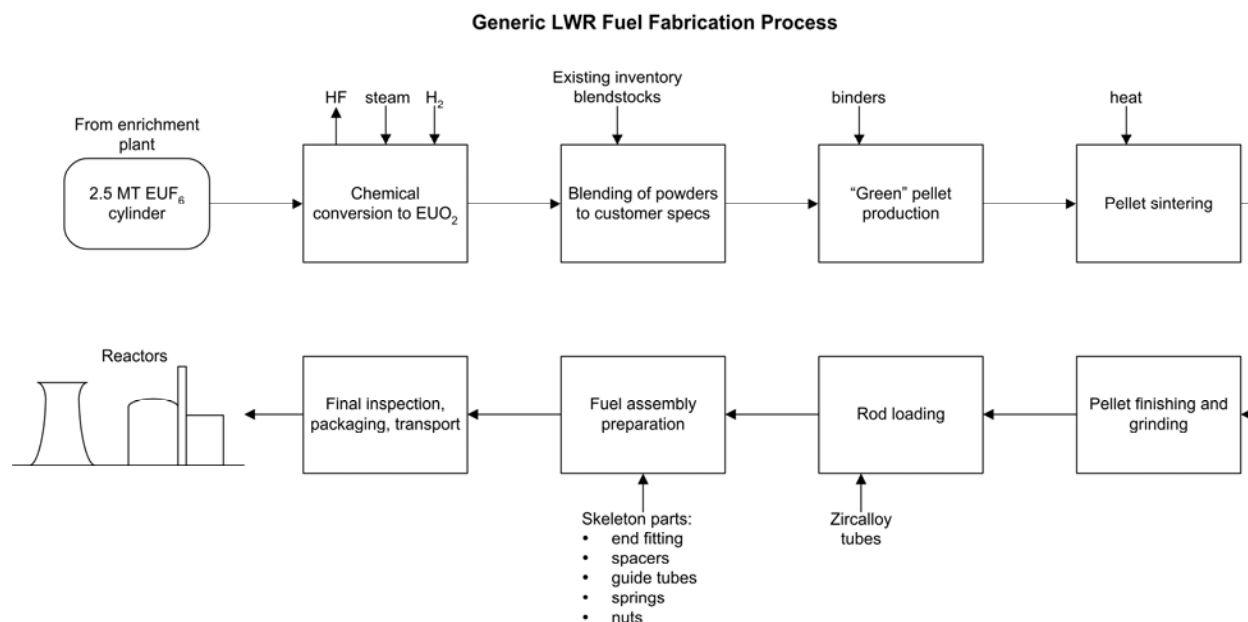 Generic LWR Fuel Fabrication Process
From enrichment
plant
2.5 MT EUF₆
cylinder
HF
steam
H₂
Chemical
conversion to EUO₂
Existing inventory
blendstocks
Blending of powders
to customer specs
binders
“Green” pellet
production
heat
Pellet sintering
Reactors
Final inspection,
packaging, transport
Fuel assembly
preparation
Rod loading
Pellet finishing and
grinding
Skeleton parts:
• end fitting
• spacers
• guide tubes
• springs
• nuts
Zircalloy
tubes